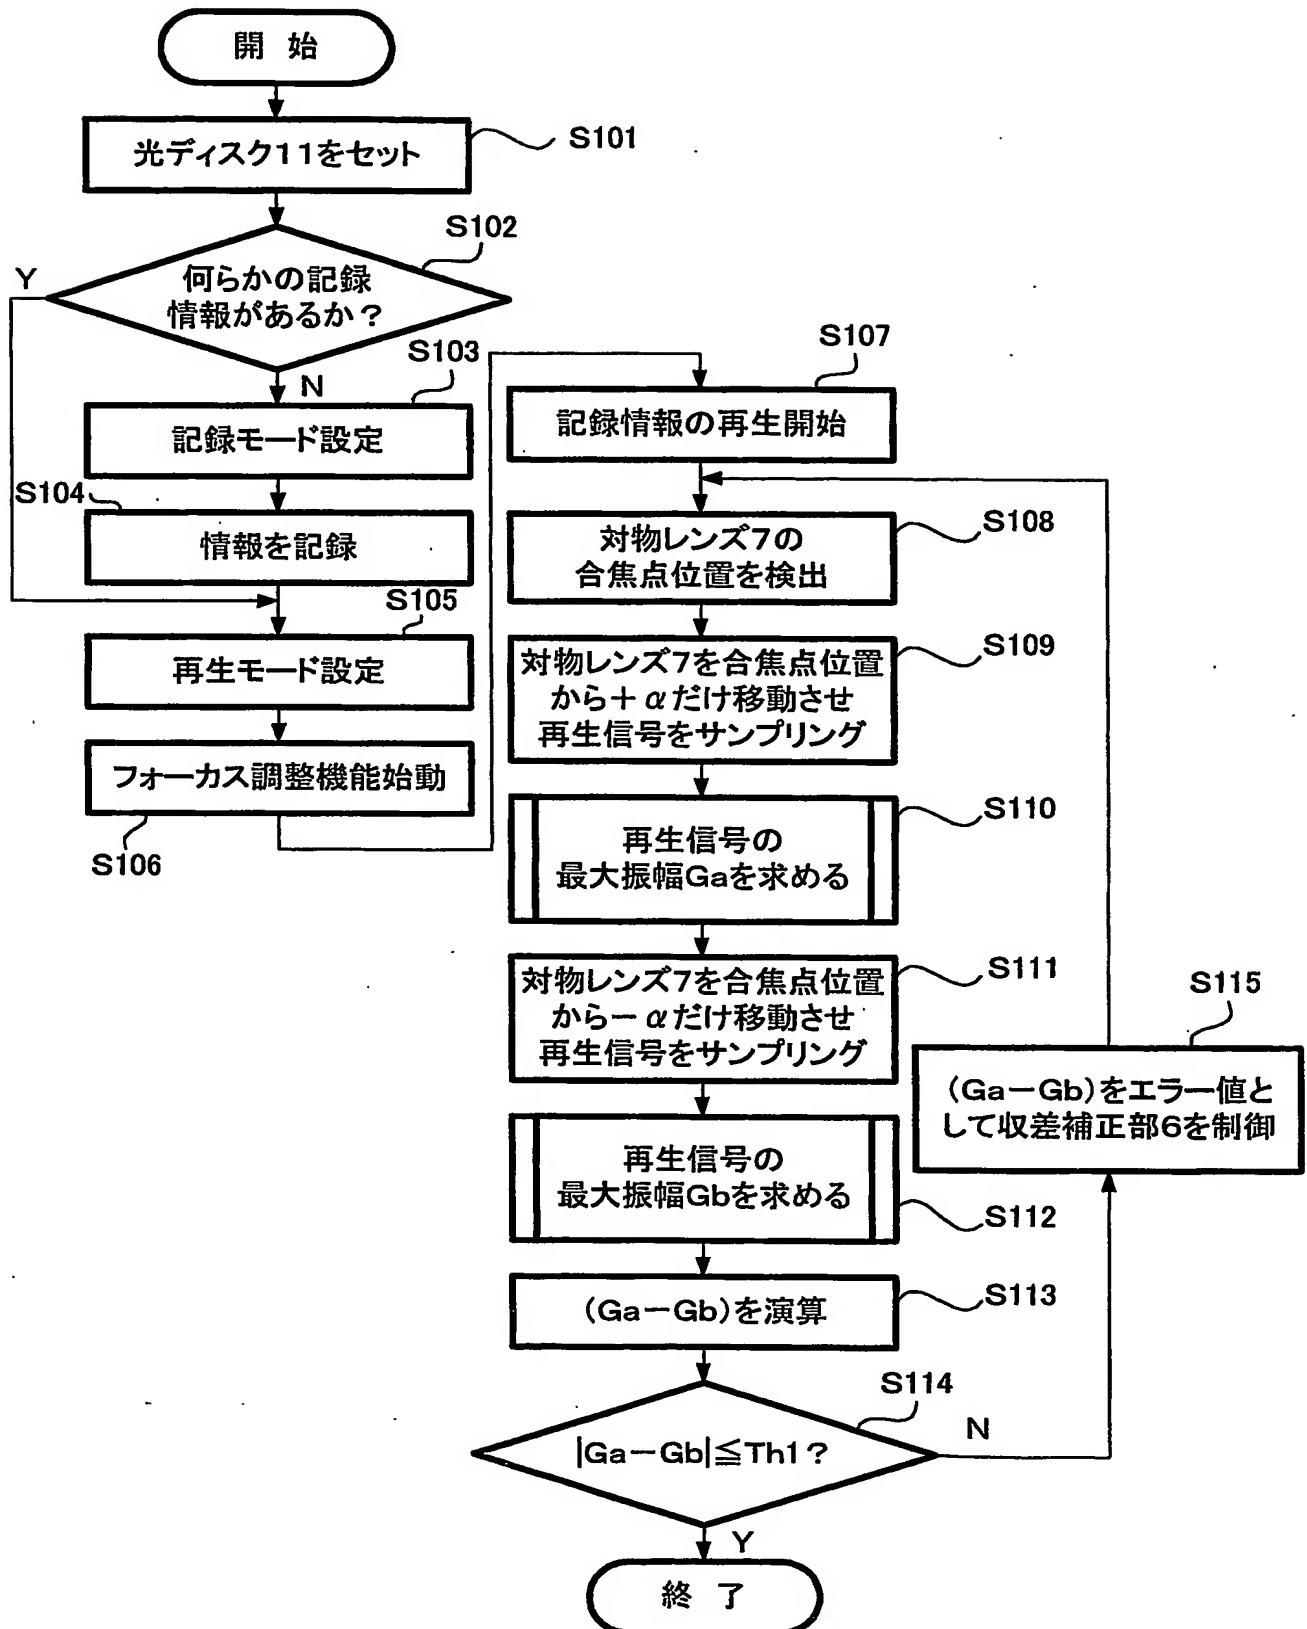 開 始
光ディスク11をセット
S101
S102
何らかの記録
情報があるか?
Y
N
S103
記録モード設定
S104
情報を記録
S105
再生モード設定
フォーカス調整機能始動
S106
S107
記録情報の再生開始
S108
対物レンズ7の
合焦点位置を検出
S109
対物レンズ7を合焦点位置
から+αだけ移動させ
再生信号をサンプリング
S110
再生信号の
最大振幅Gaを求める
S111
対物レンズ7を合焦点位置
から-αだけ移動させ
再生信号をサンプリング
再生信号の
最大振幅Gbを求める
S112
(Ga-Gb)を演算
S113
S114
|Ga-Gb|≦Th1?
N
Y
S115
(Ga-Gb)をエラー値と
して収差補正部6を制御
終 了